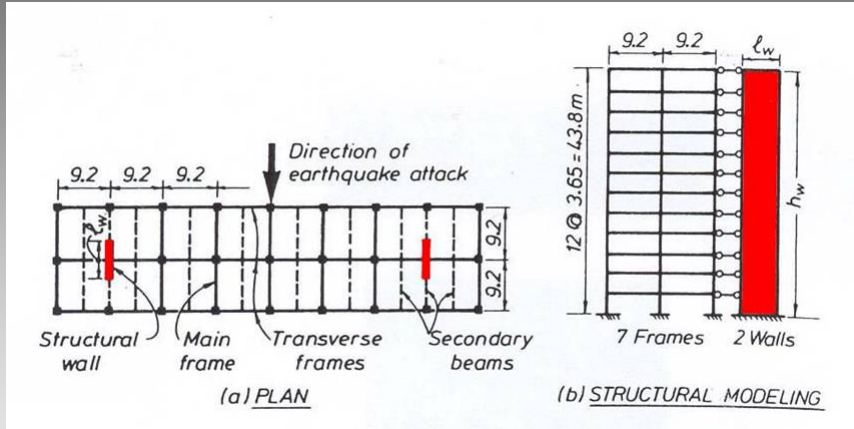 9.2 9.2 9.2
Direction of
earthquake attack
ℓw
9.2
9.2
Structural
wall
Main
frame
Transverse
frames
Secondary
beams
(a) PLAN
9.2 9.2 ℓw
12 @ 3.65 = 43.8m
hw
7 Frames 2 Walls
(b) STRUCTURAL MODELING